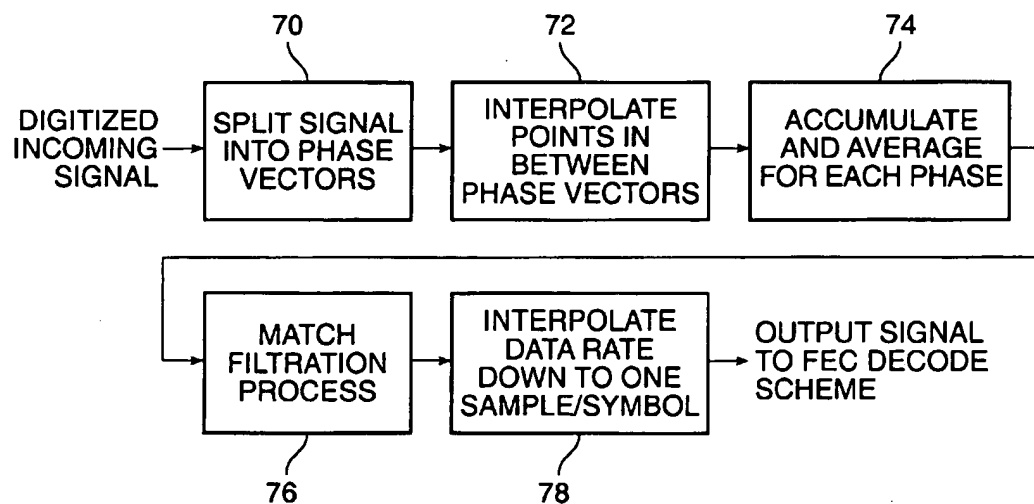 70
72
74
DIGITIZED
INCOMING
SIGNAL
SPLIT SIGNAL
INTO PHASE
VECTORS
INTERPOLATE
POINTS IN
BETWEEN
PHASE VECTORS
ACCUMULATE
AND AVERAGE
FOR EACH PHASE
MATCH
FILTRATION
PROCESS
INTERPOLATE
DATA RATE
DOWN TO ONE
SAMPLE/SYMBOL
OUTPUT SIGNAL
TO FEC DECODE
SCHEME
76
78